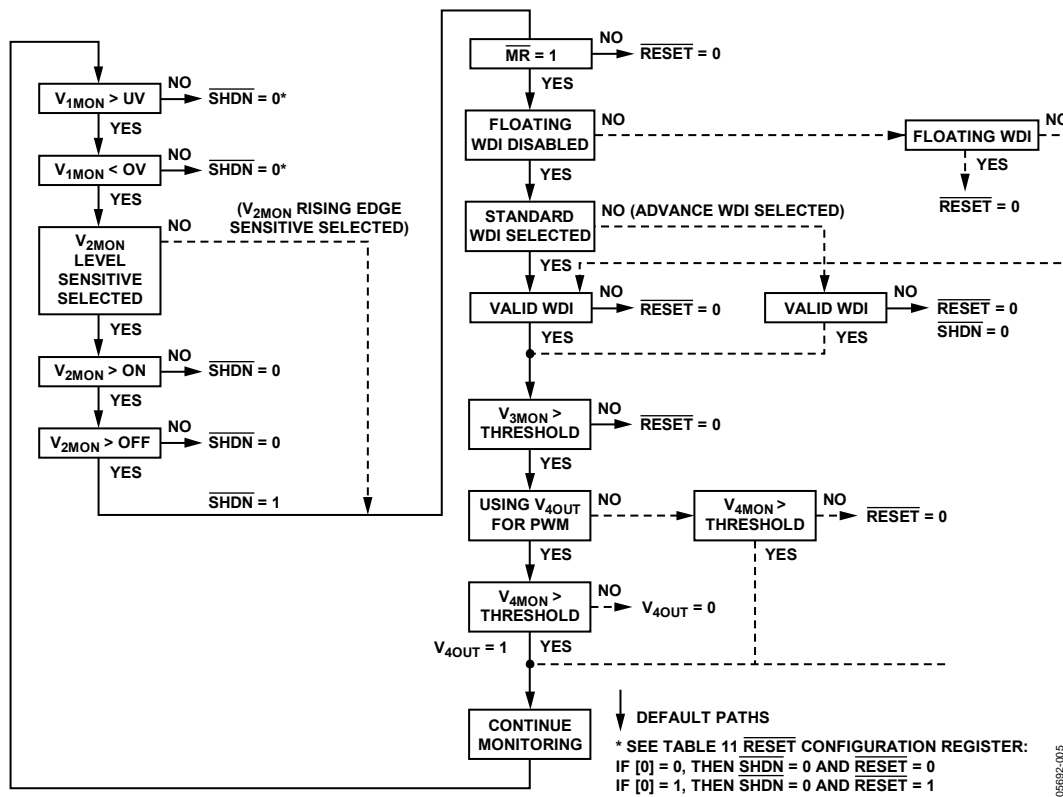 V1MON > UV
NO
SHDN = 0*
YES
V1MON < OV
NO
SHDN = 0*
YES
V2MON
LEVEL
SENSITIVE
SELECTED
NO
(V2MON RISING EDGE
SENSITIVE SELECTED)
YES
V2MON > ON
NO
SHDN = 0
YES
V2MON > OFF
NO
SHDN = 0
YES
SHDN = 1
MR = 1
NO
RESET = 0
YES
FLOATING
WDI DISABLED
NO
FLOATING WDI
NO
YES
RESET = 0
YES
STANDARD
WDI SELECTED
NO (ADVANCE WDI SELECTED)
YES
VALID WDI
NO
RESET = 0
YES
VALID WDI
NO
RESET = 0
SHDN = 0
YES
V3MON >
THRESHOLD
NO
RESET = 0
YES
USING V4OUT
FOR PWM
NO
V4MON >
THRESHOLD
NO
RESET = 0
YES
YES
V4MON >
THRESHOLD
NO
V4OUT = 0
V4OUT = 1
YES
CONTINUE
MONITORING
DEFAULT PATHS
* SEE TABLE 11 RESET CONFIGURATION REGISTER:
IF [0] = 0, THEN SHDN = 0 AND RESET = 0
IF [0] = 1, THEN SHDN = 0 AND RESET = 1
05692-005